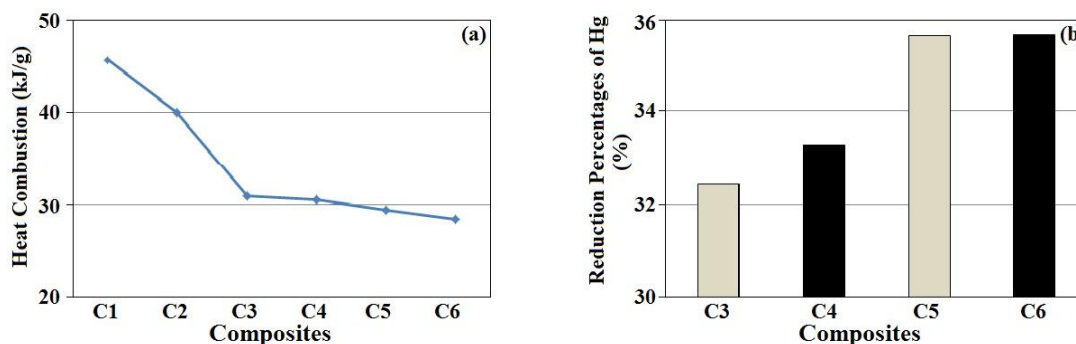 50
40
30
20
Heat Combustion (kJ/g)
(a)
C1 C2 C3 C4 C5 C6
Composites
36
34
32
30
Reduction Percentages of Hg
(%)
(b
C3 C4 C5 C6
Composites